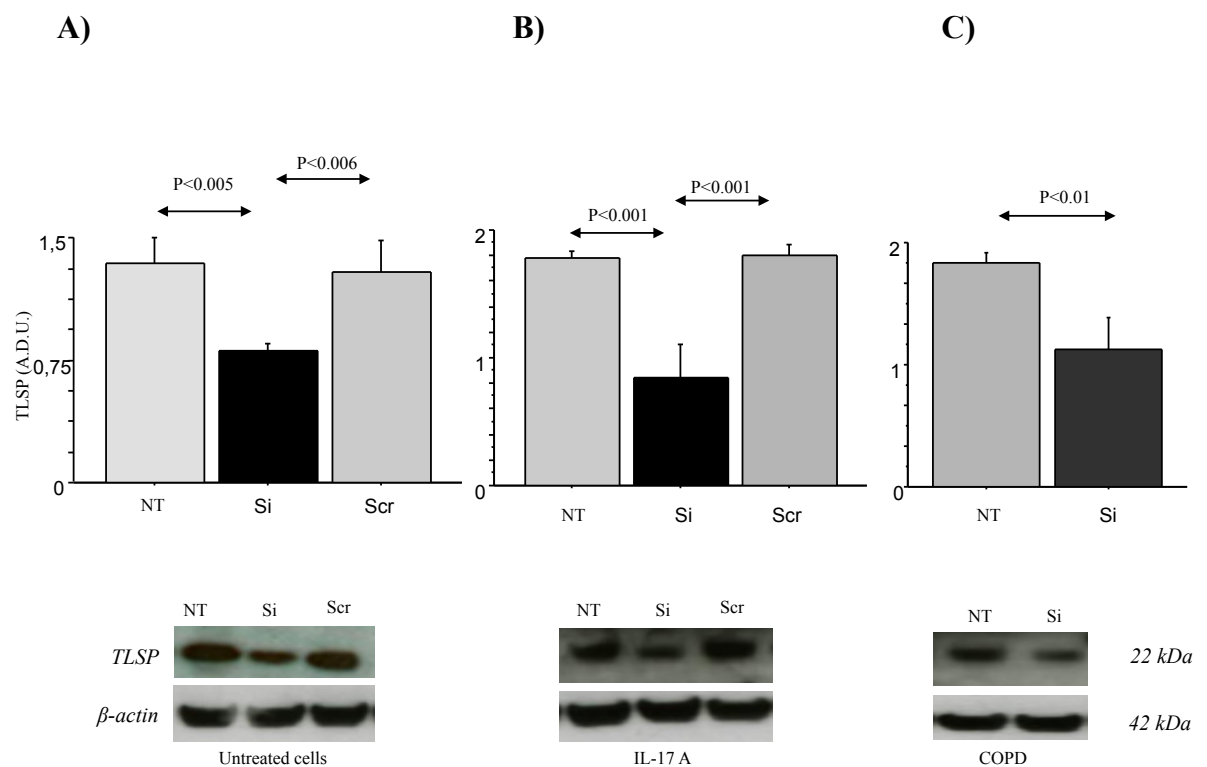 A)
B)
C)
P<0.005
P<0.006
P<0.001
P<0.001
P<0.01
TLSP (A.D.U.)
1,5
0,75
0
NT Si Scr
2
1
0
NT Si Scr
2
1
0
NT Si
NT Si Scr
NT Si Scr
NT Si
TLSP
22 kDa
β-actin
42 kDa
Untreated cells
IL-17 A
COPD